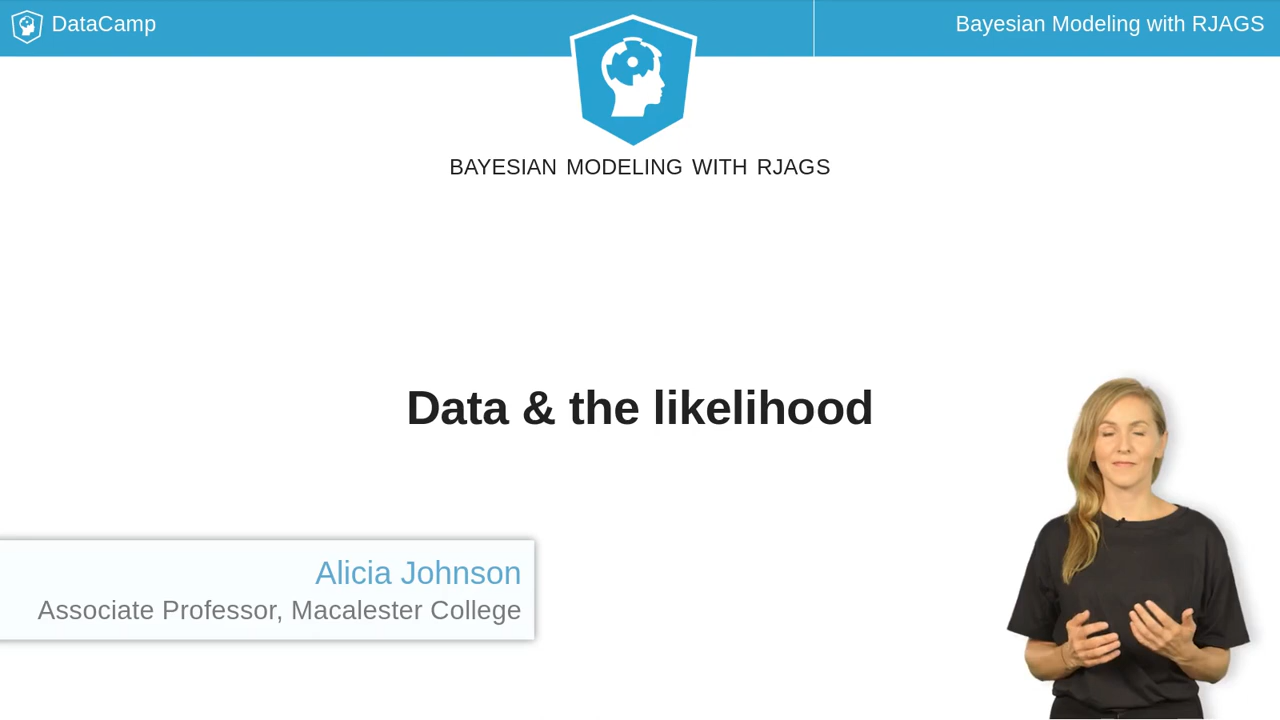 DataCamp
Bayesian Modeling with RJAGS
BAYESIAN MODELING WITH RJAGS
Data & the likelihood
Alicia Johnson
Associate Professor, Macalester College